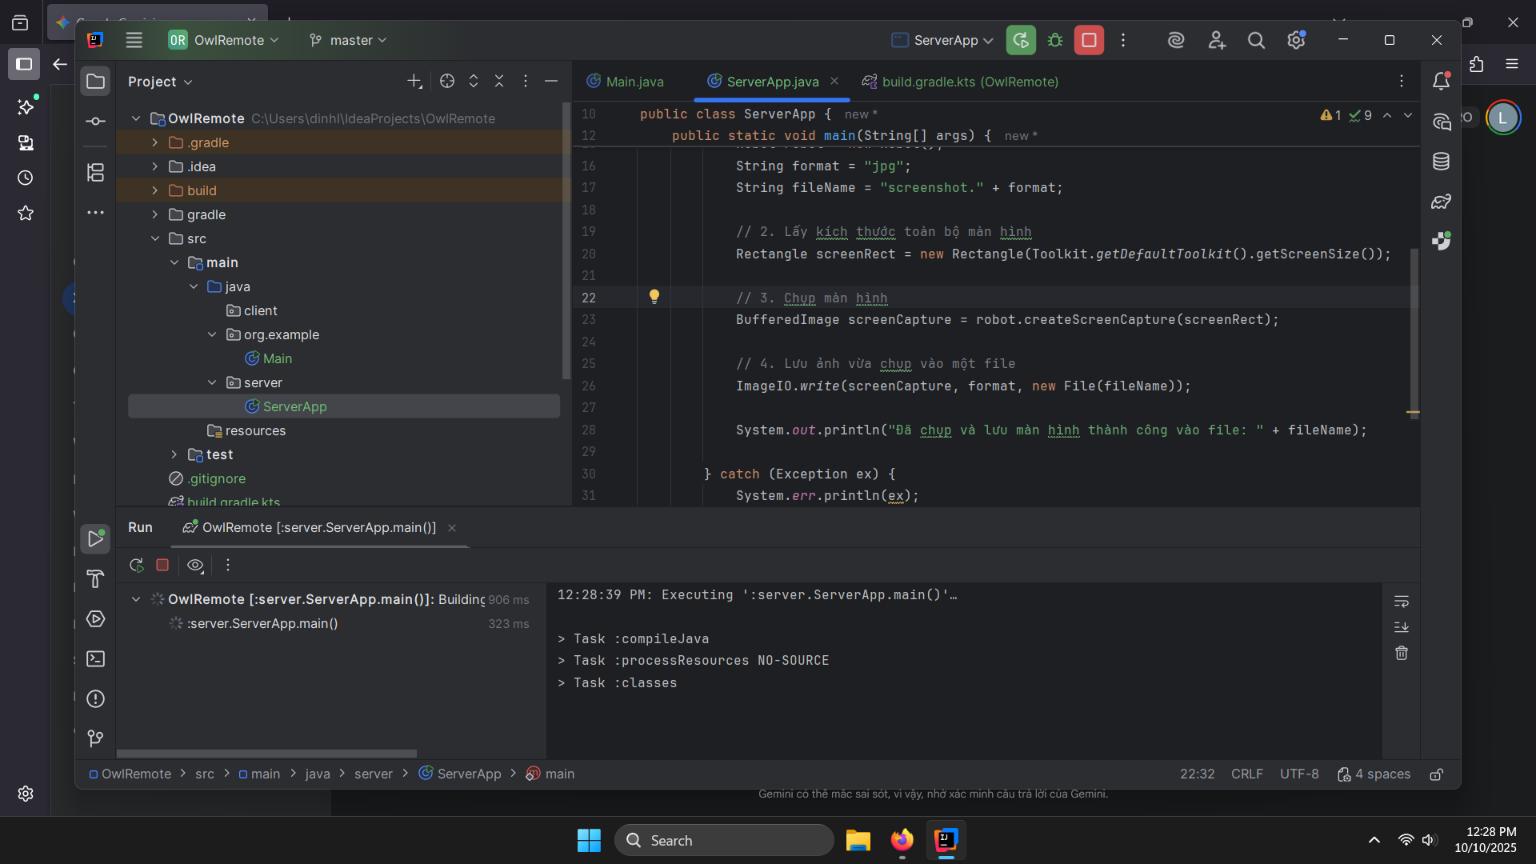 OR OwlRemote
master
ServerApp
Project
Main.java
ServerApp.java
build.gradle.kts (OwlRemote)
OwlRemote C:\Users\dinhl\IdeaProjects\OwlRemote
.gradle
.idea
build
gradle
src
main
java
client
org.example
Main
server
ServerApp
resources
test
.gitignore
build.gradle.kts
10 public class ServerApp { new *
1 9
12 public static void main(String[] args) { new *
16 String format = "jpg";
17 String fileName = "screenshot." + format;
18
19 // 2. Lấy kích thước toàn bộ màn hình
20 Rectangle screenRect = new Rectangle(Toolkit.getDefaultToolkit().getScreenSize());
21
22 // 3. Chụp màn hình
23 BufferedImage screenCapture = robot.createScreenCapture(screenRect);
24
25 // 4. Lưu ảnh vừa chụp vào một file
26 ImageIO.write(screenCapture, format, new File(fileName));
27
28 System.out.println("Đã chụp và lưu màn hình thành công vào file: " + fileName);
29
30 } catch (Exception ex) {
31 System.err.println(ex);
L
Run
OwlRemote [:server.ServerApp.main()]
OwlRemote [:server.ServerApp.main()]: Building 906 ms
:server.ServerApp.main() 323 ms
12:28:39 PM: Executing ':server.ServerApp.main()'…
> Task :compileJava
> Task :processResources NO-SOURCE
> Task :classes
OwlRemote > src > main > java > server > ServerApp > main
22:32 CRLF UTF-8 4 spaces
Gemini có thể mắc sai sót, vì vậy, nhớ xác minh câu trả lời của Gemini.
Search
12:28 PM
10/10/2025